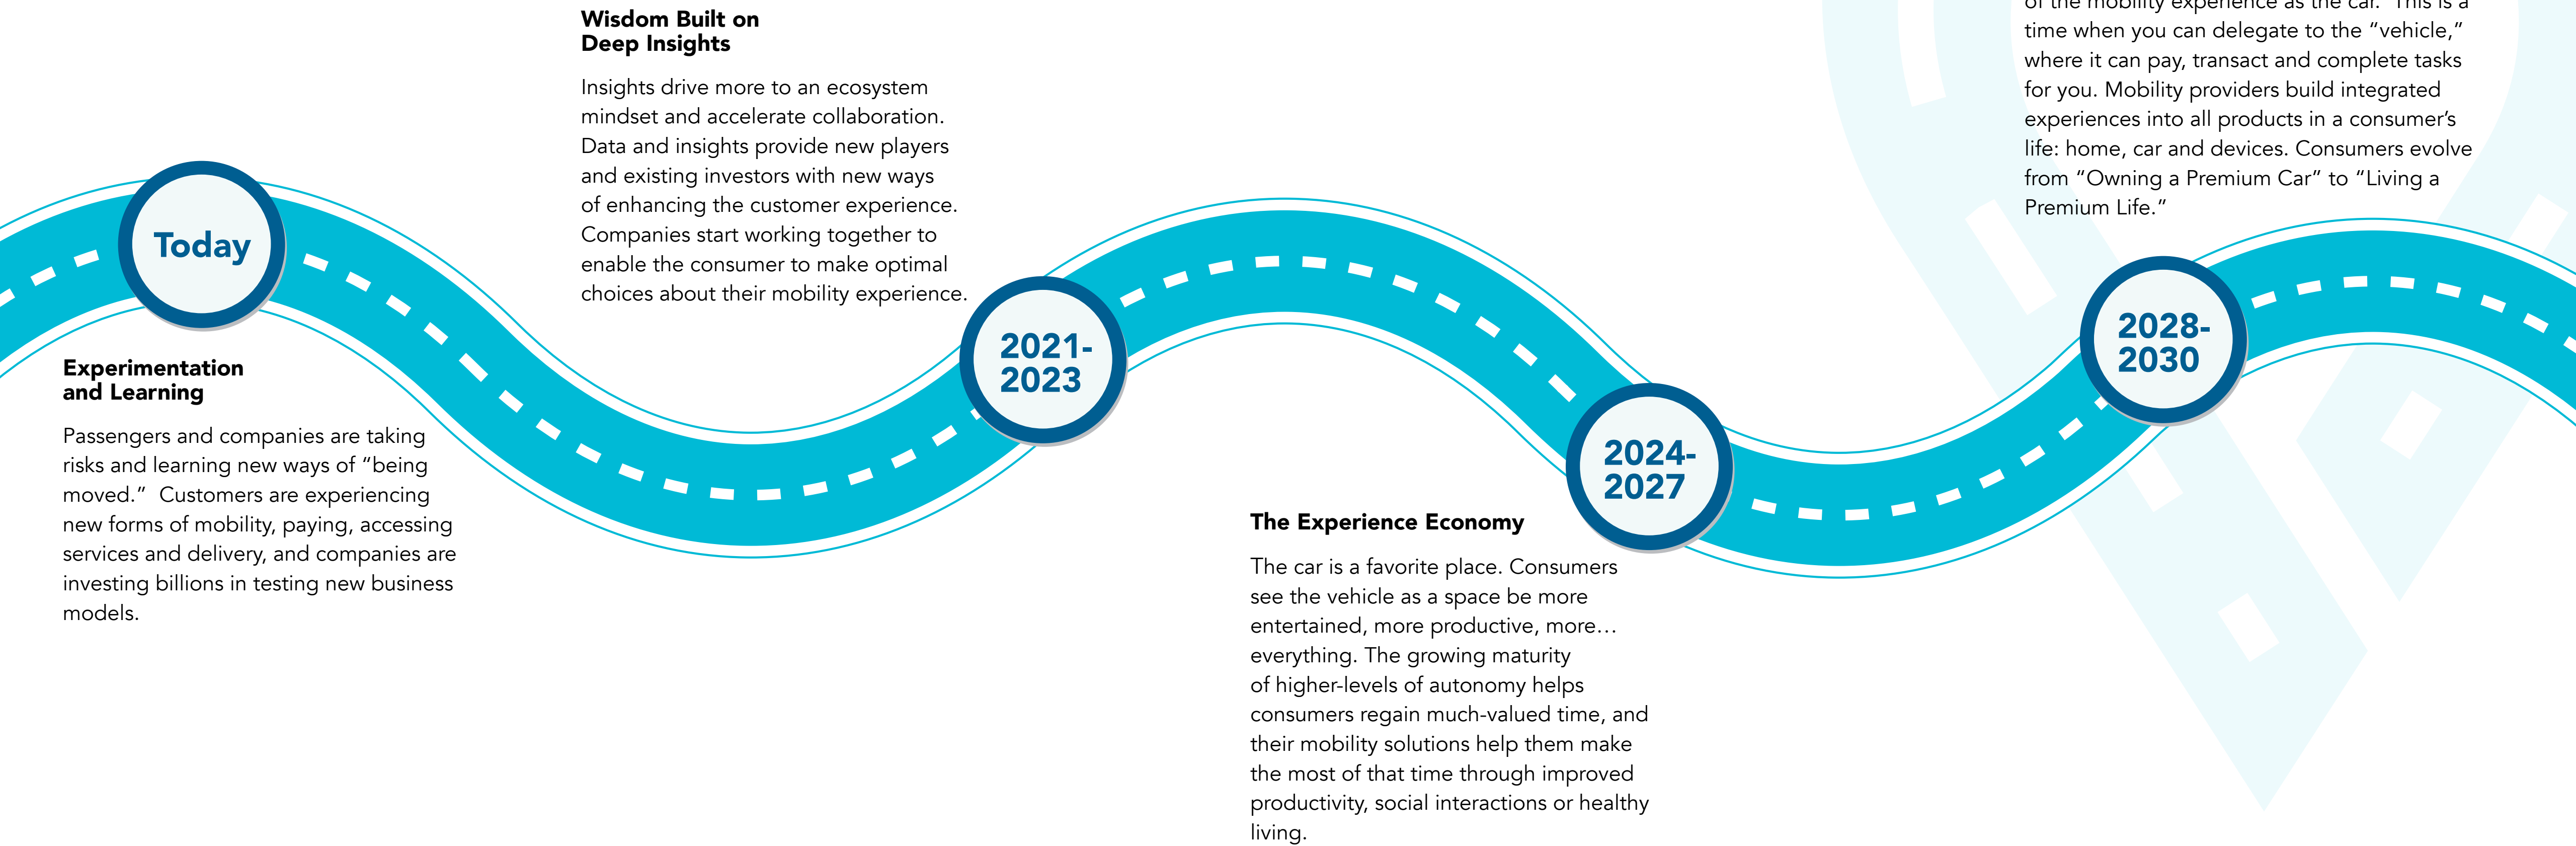 Today
Experimentation
and Learning
Passengers and companies are taking
risks and learning new ways of “being
moved.”  Customers are experiencing
new forms of mobility, paying, accessing
services and delivery, and companies are
investing billions in testing new business
models.
Wisdom Built on
Deep Insights
Insights drive more to an ecosystem
mindset and accelerate collaboration.
Data and insights provide new players
and existing investors with new ways
of enhancing the customer experience.
Companies start working together to
enable the consumer to make optimal
choices about their mobility experience.
2021-
2023
The Experience Economy
The car is a favorite place. Consumers
see the vehicle as a space be more
entertained, more productive, more…
everything. The growing maturity
of higher-levels of autonomy helps
consumers regain much-valued time, and
their mobility solutions help them make
the most of that time through improved
productivity, social interactions or healthy
living.
2024-
2027
of the mobility experience as the car.  This is a
time when you can delegate to the “vehicle,”
where it can pay, transact and complete tasks
for you. Mobility providers build integrated
experiences into all products in a consumer’s
life: home, car and devices. Consumers evolve
from “Owning a Premium Car” to “Living a
Premium Life.”
2028-
2030